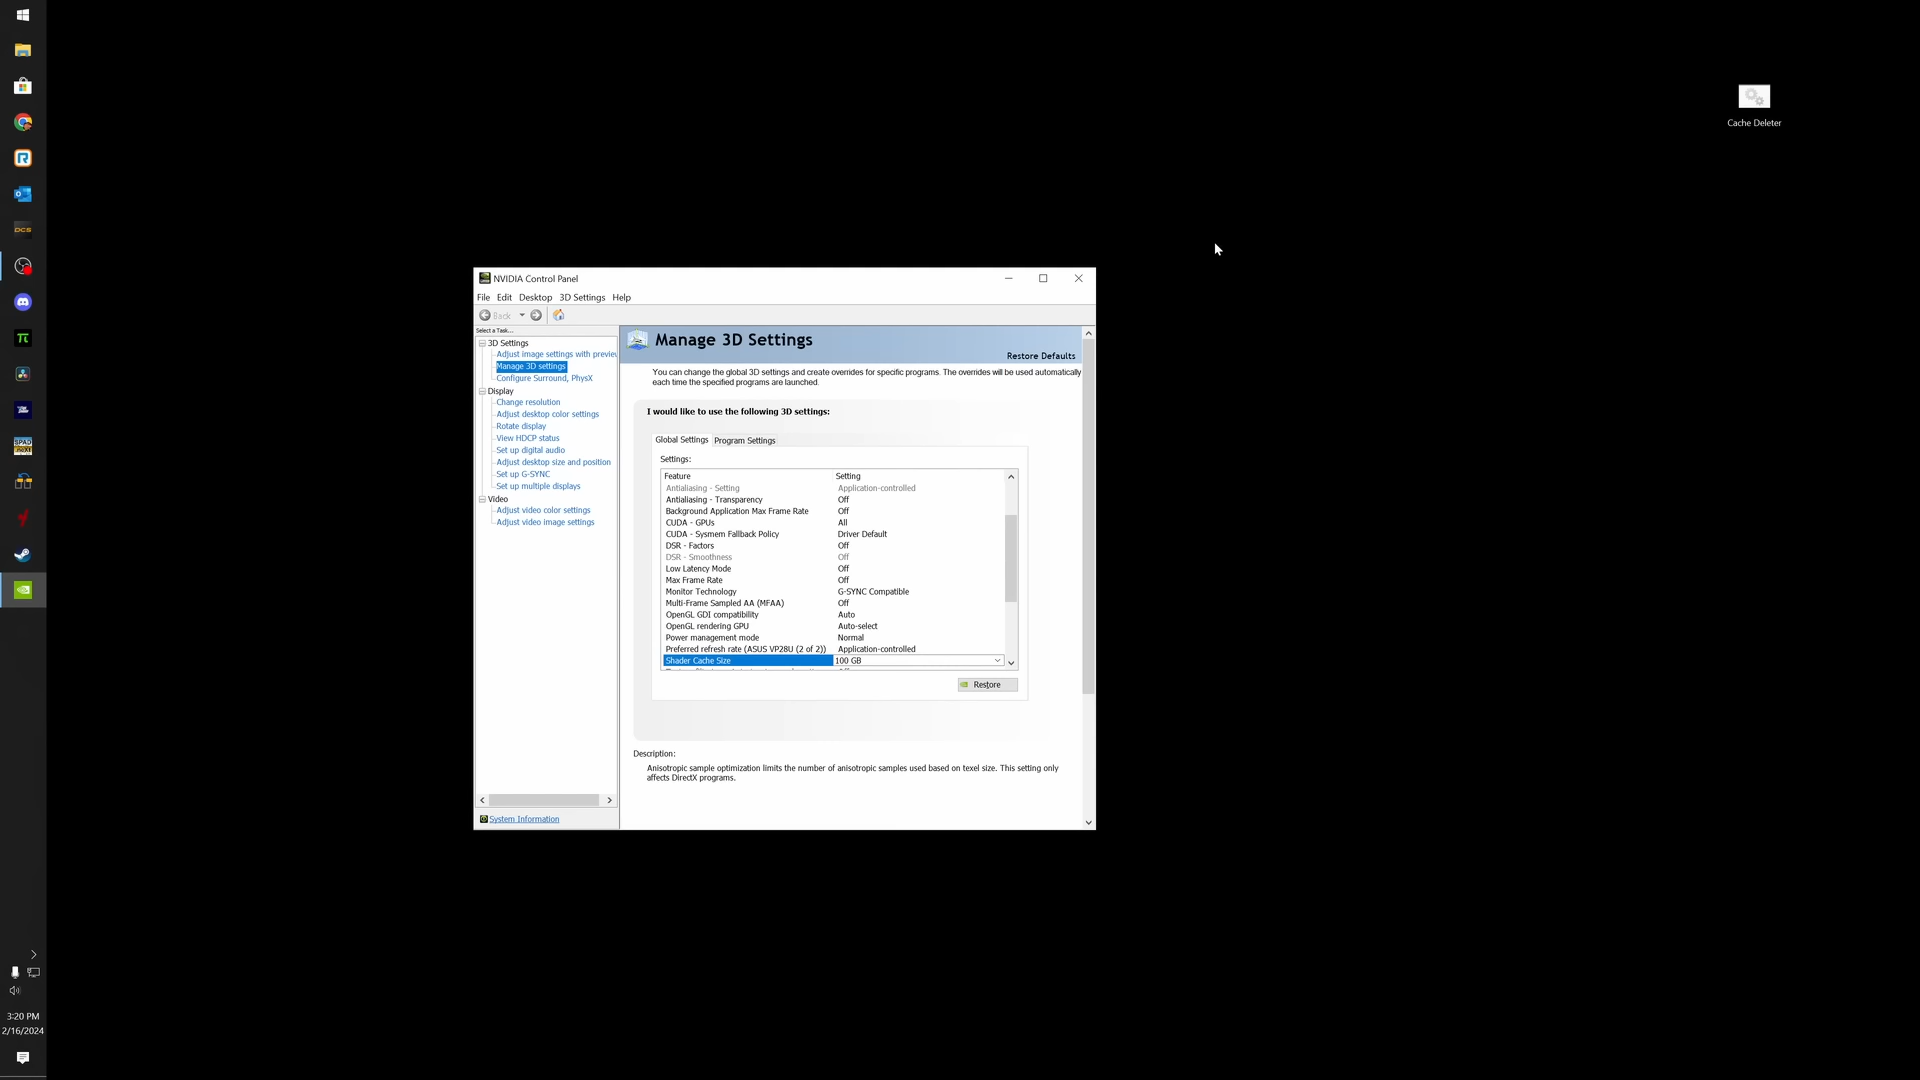 Cache Deleter
NVIDIA Control Panel
File Edit Desktop 3D Settings Help
Back
Select a Task...
3D Settings
Adjust image settings with preview
Manage 3D settings
Configure Surround, PhysX
Display
Change resolution
Adjust desktop color settings
Rotate display
View HDCP status
Set up digital audio
Adjust desktop size and position
Set up G-SYNC
Set up multiple displays
Video
Adjust video color settings
Adjust video image settings
System Information
Manage 3D Settings
Restore Defaults
You can change the global 3D settings and create overrides for specific programs. The overrides will be used automatically
each time the specified programs are launched.
I would like to use the following 3D settings:
Global Settings Program Settings
Settings:
Feature Setting
Antialiasing - Setting Application-controlled
Antialiasing - Transparency Off
Background Application Max Frame Rate Off
CUDA - GPUs All
CUDA - Sysmem Fallback Policy Driver Default
DSR - Factors Off
DSR - Smoothness Off
Low Latency Mode Off
Max Frame Rate Off
Monitor Technology G-SYNC Compatible
Multi-Frame Sampled AA (MFAA) Off
OpenGL GDI compatibility Auto
OpenGL rendering GPU Auto-select
Power management mode Normal
Preferred refresh rate (ASUS VP28U (2 of 2)) Application-controlled
Shader Cache Size 100 GB
Restore
Description:
Anisotropic sample optimization limits the number of anisotropic samples used based on texel size. This setting only
affects DirectX programs.
DCS
SPAD
neXt
3:20 PM
2/16/2024